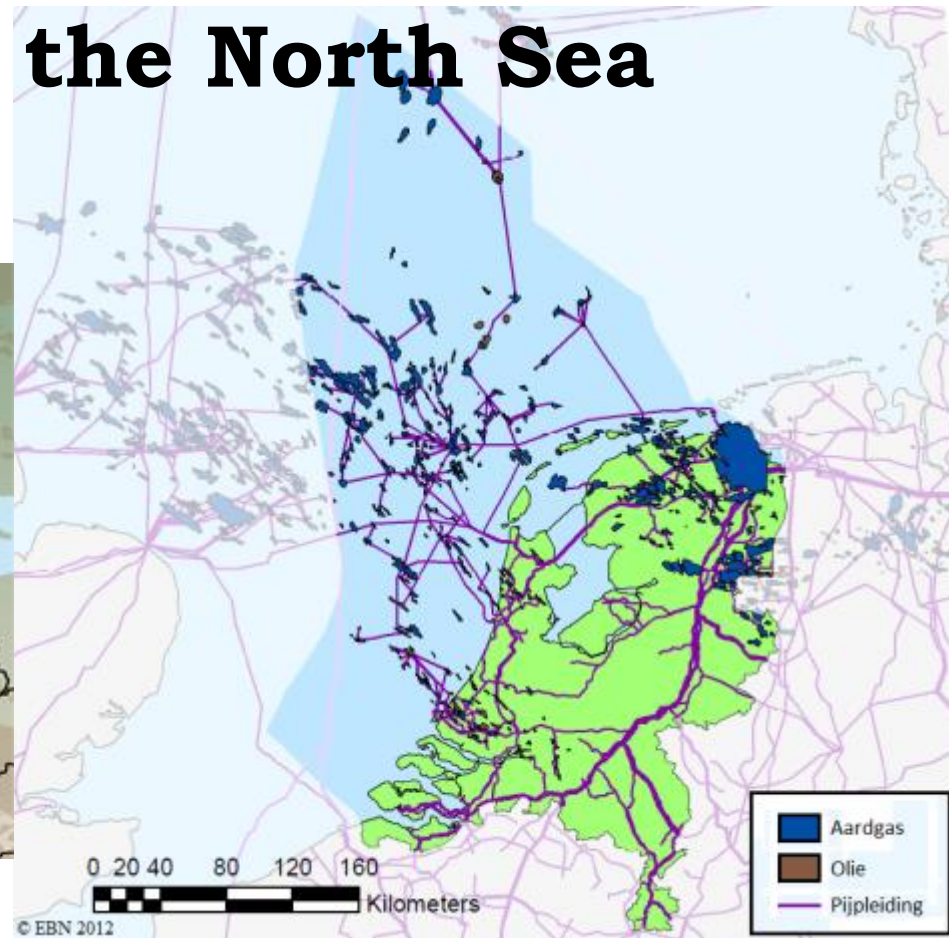 the North Sea
Aardgas
Olie
Pijpleiding
0 20 40 80 120 160
Kilometers
© EBN 2012